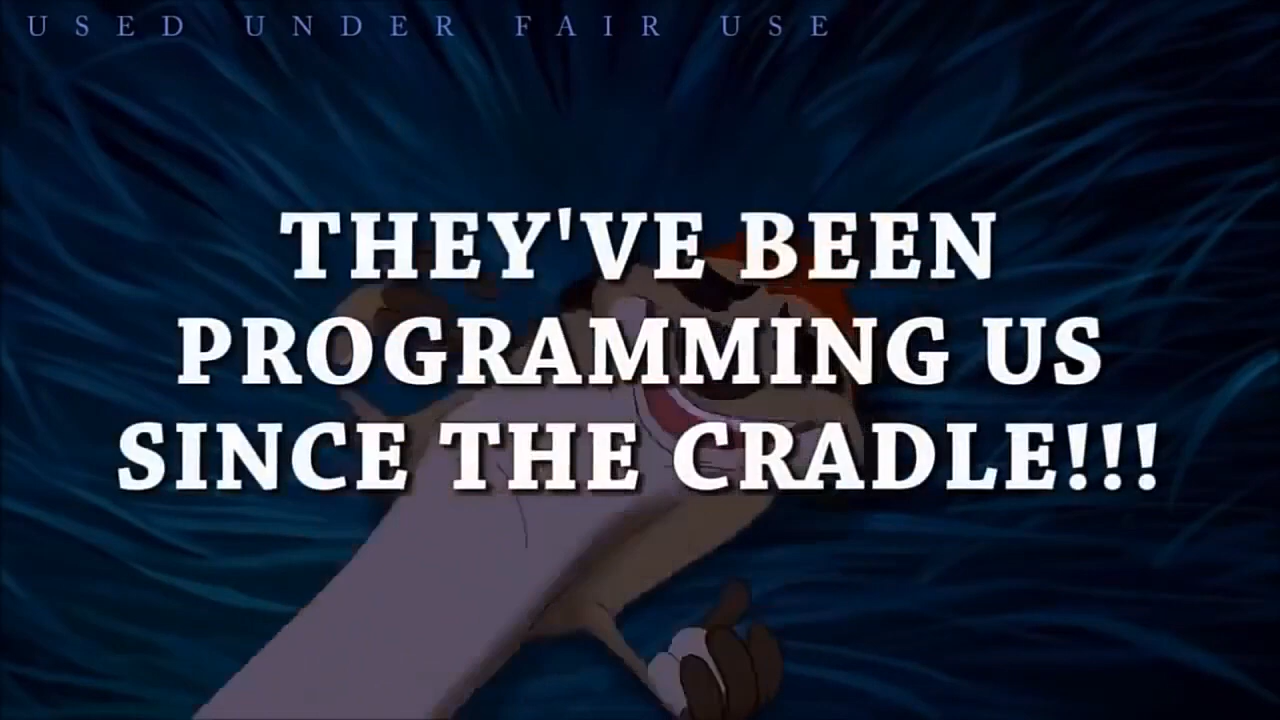 USED UNDER FAIR USE
THEY'VE BEEN
PROGRAMMING US
SINCE THE CRADLE!!!